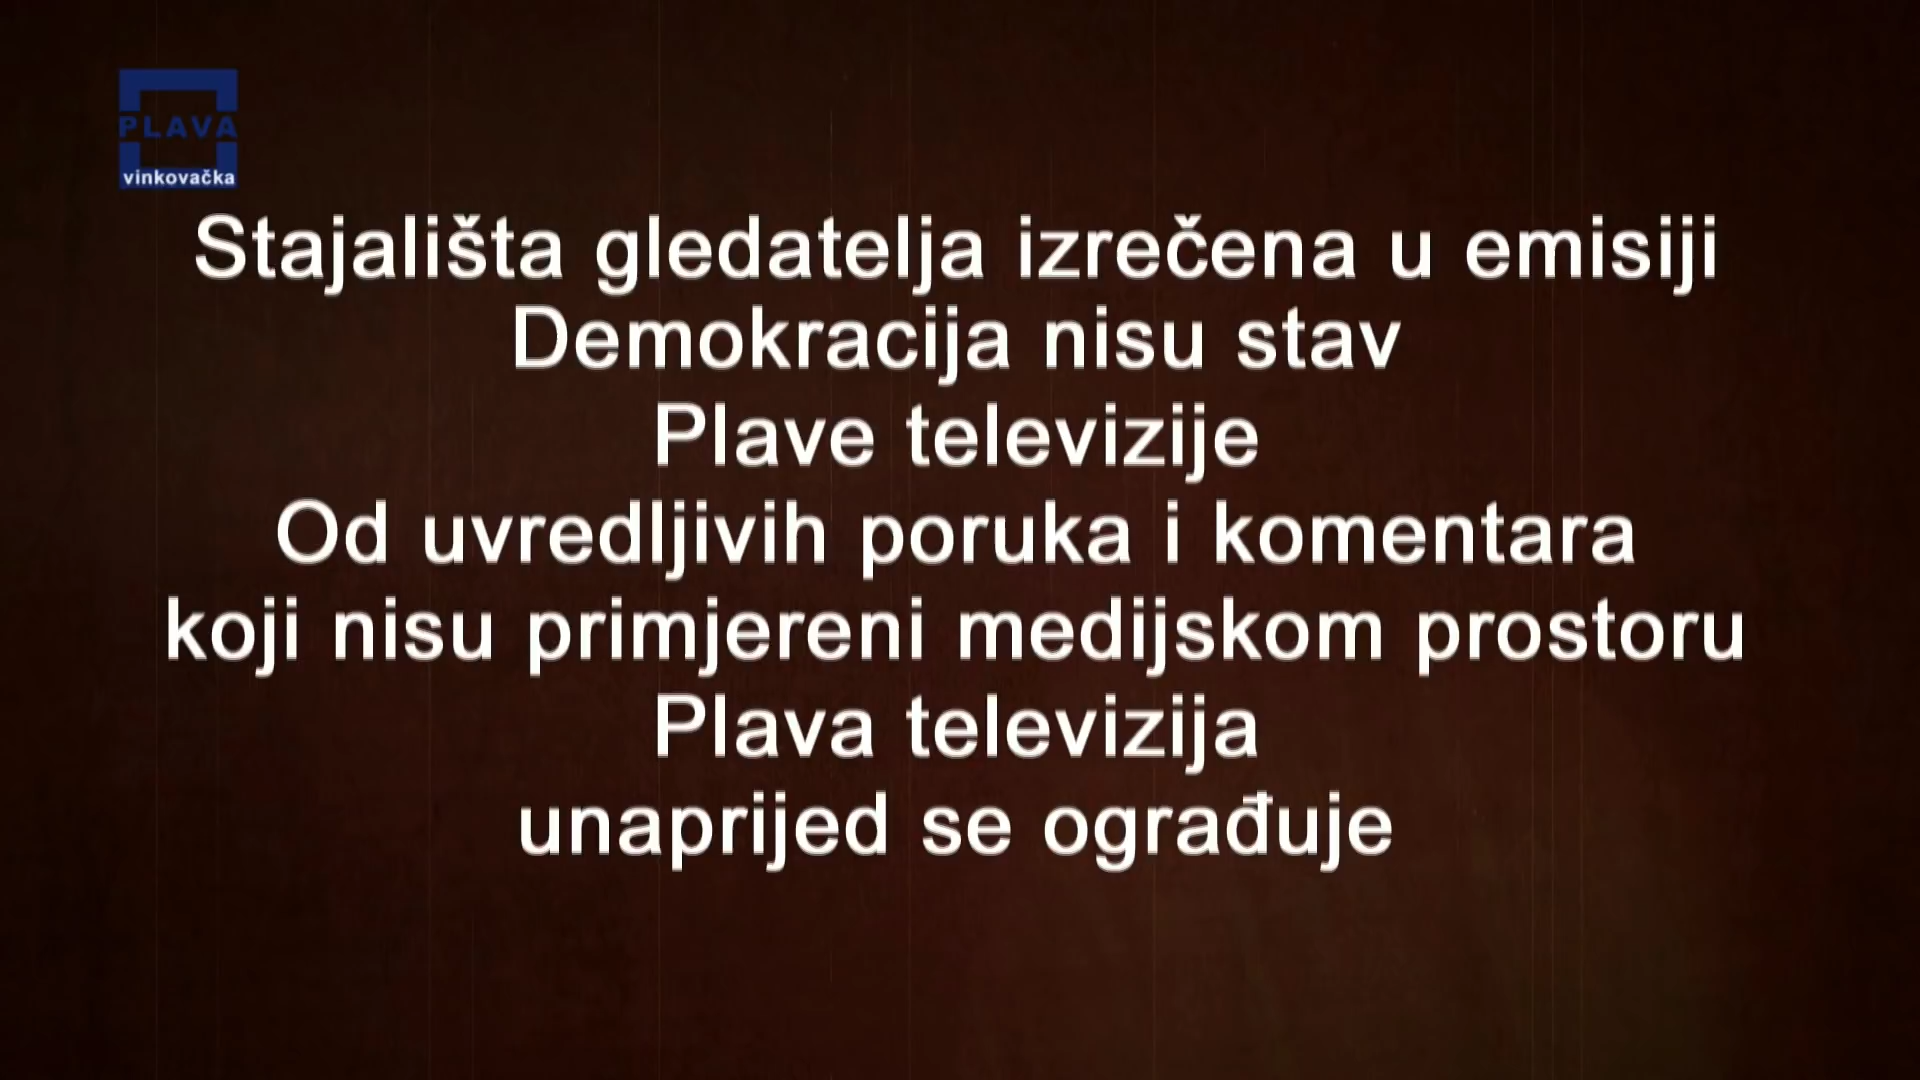 PLAVA
vinkovačka
Stajališta gledatelja izrečena u emisiji
Demokracija nisu stav
Plave televizije
Od uvredljivih poruka i komentara
koji nisu primjereni medijskom prostoru
Plava televizija
unaprijed se ograđuje